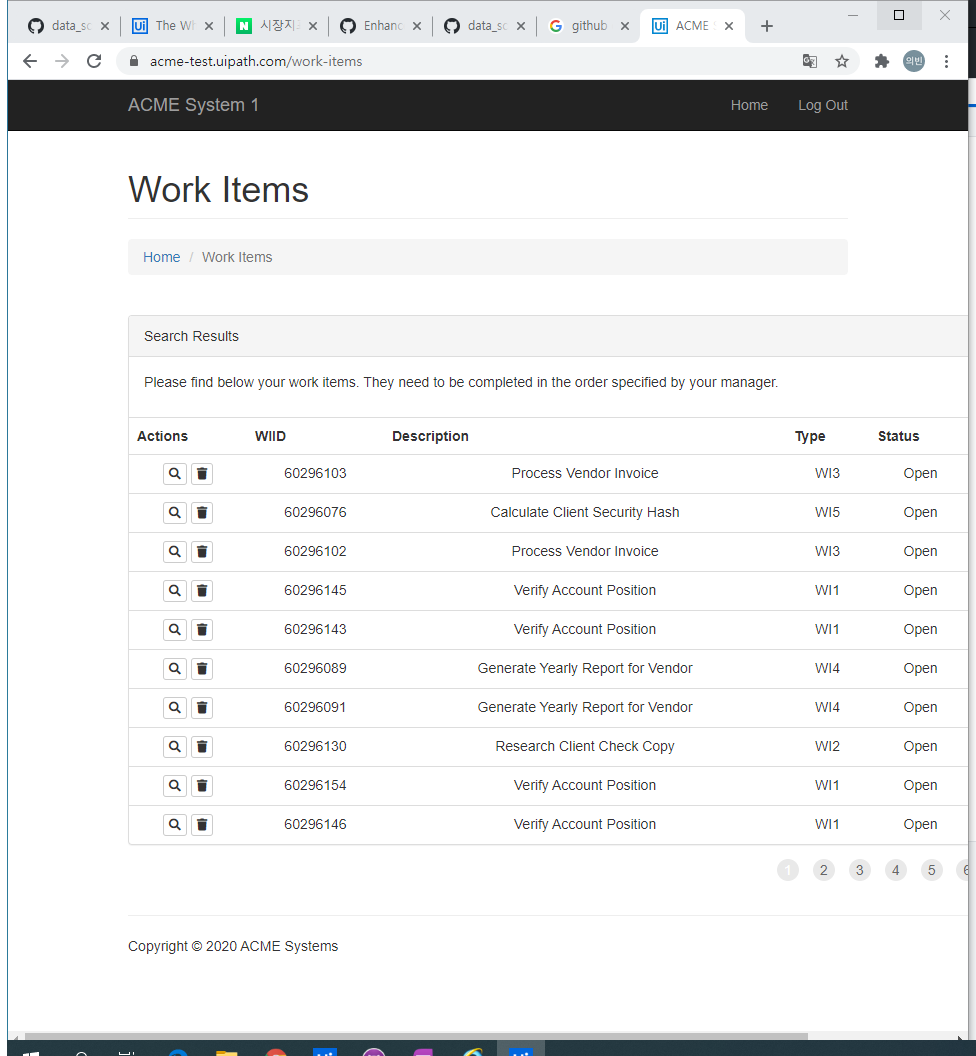 data_sc
The Wh
시장지
Enhanc
data_sc
github
ACME
acme-test.uipath.com/work-items
의빈
ACME System 1 Home Log Out
Work Items
Home / Work Items
Search Results
Please find below your work items. They need to be completed in the order specified by your manager.
Actions WIID Description Type Status
60296103 Process Vendor Invoice WI3 Open
60296076 Calculate Client Security Hash WI5 Open
60296102 Process Vendor Invoice WI3 Open
60296145 Verify Account Position WI1 Open
60296143 Verify Account Position WI1 Open
60296089 Generate Yearly Report for Vendor WI4 Open
60296091 Generate Yearly Report for Vendor WI4 Open
60296130 Research Client Check Copy WI2 Open
60296154 Verify Account Position WI1 Open
60296146 Verify Account Position WI1 Open
1 2 3 4 5 6
Copyright © 2020 ACME Systems